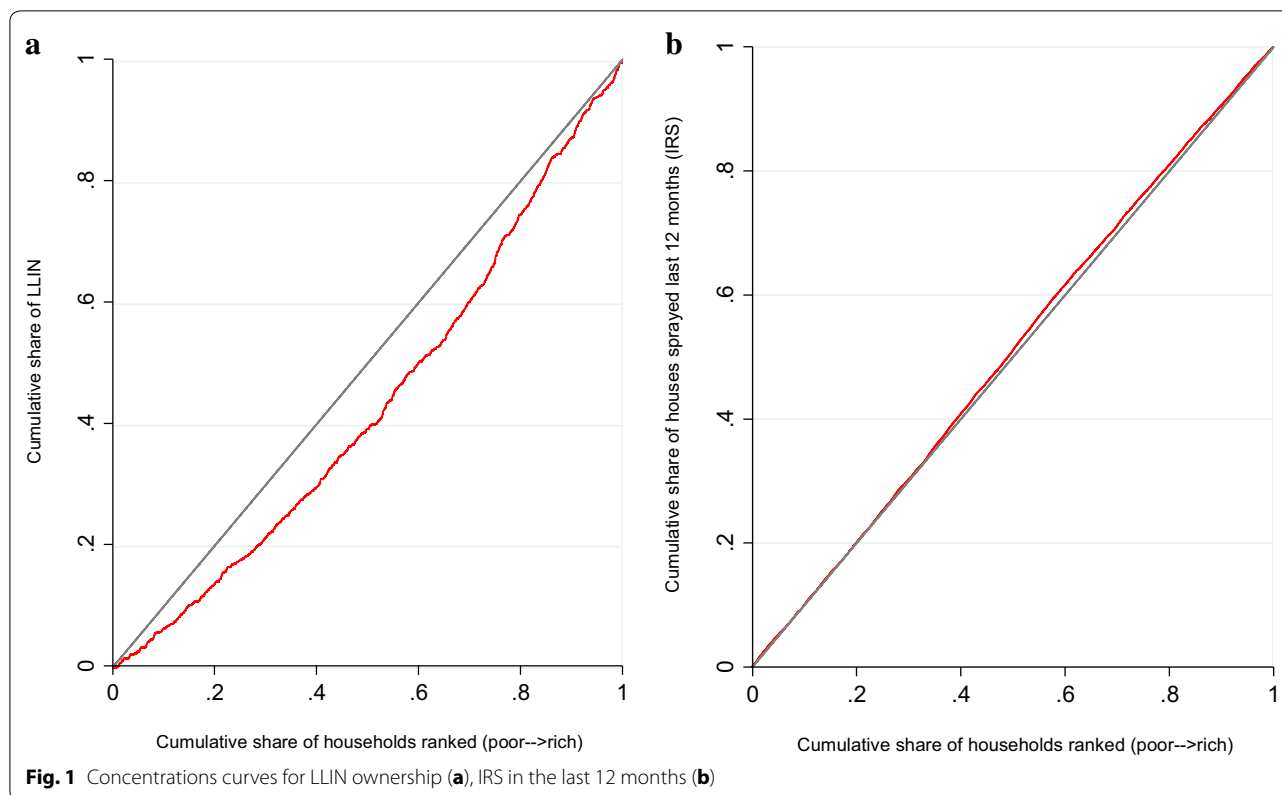 a
Cumulative share of LLIN
1
.8
.6
.4
.2
0
0 .2 .4 .6 .8 1
Cumulative share of households ranked (poor-->rich)
b
Cumulative share of houses sprayed last 12 months (IRS)
1
.8
.6
.4
.2
0
0 .2 .4 .6 .8 1
Cumulative share of households ranked (poor-->rich)
Fig. 1 Concentrations curves for LLIN ownership (a), IRS in the last 12 months (b)